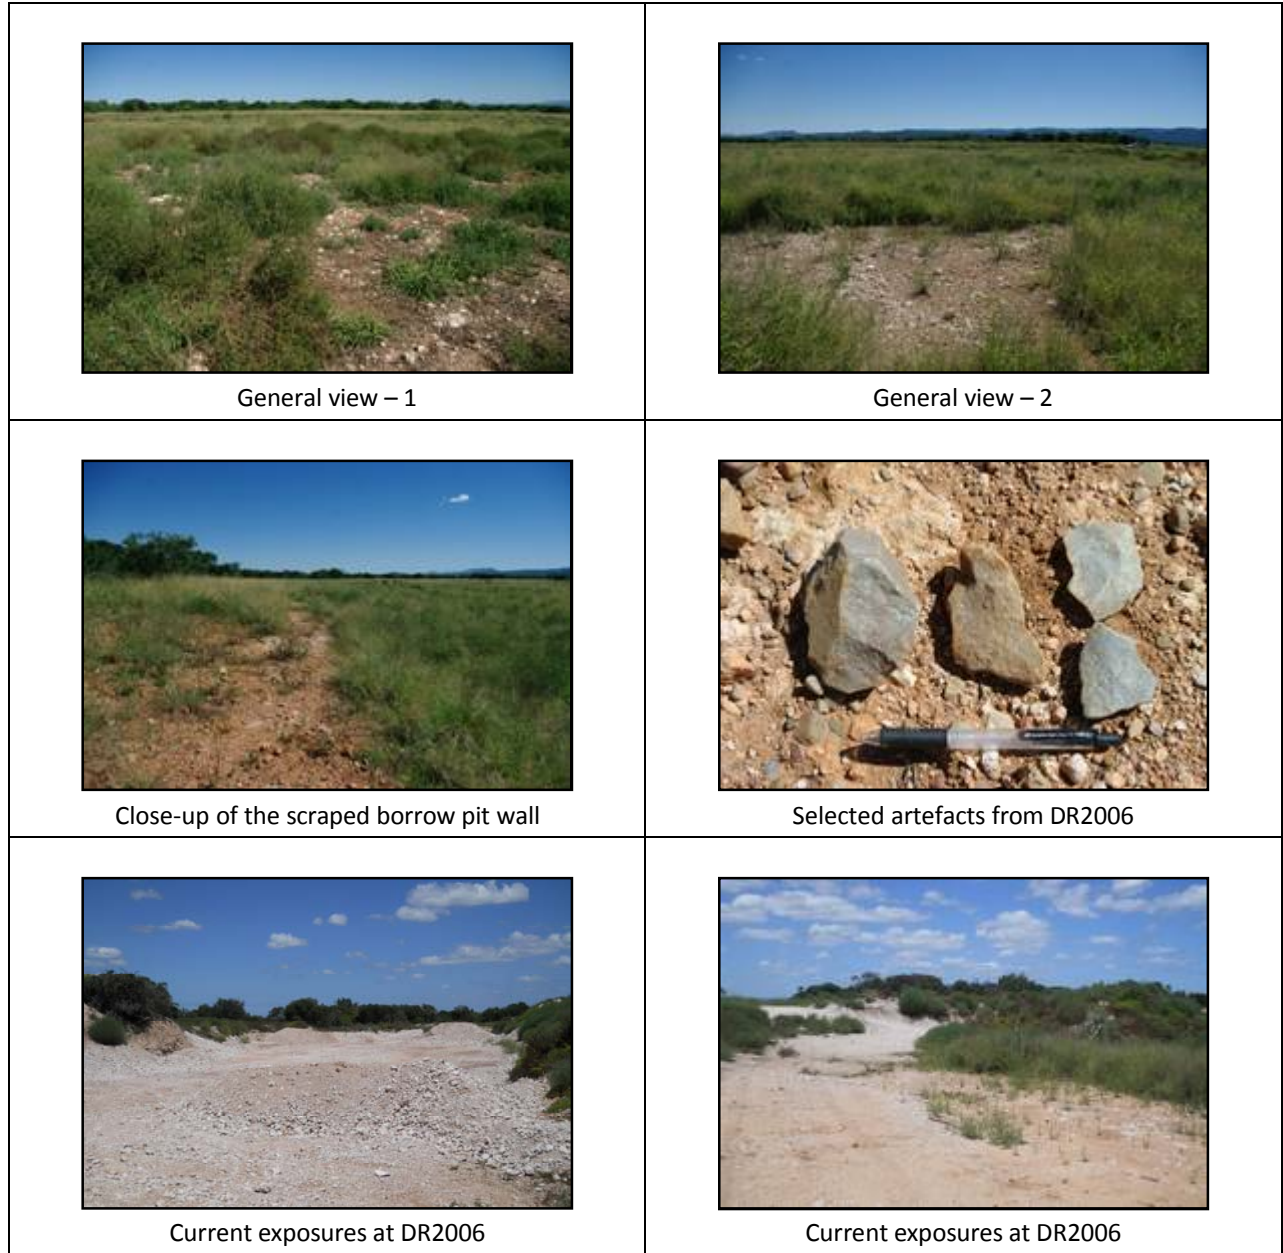 General view – 1
General view – 2
Close-up of the scraped borrow pit wall
Selected artefacts from DR2006
Current exposures at DR2006
Current exposures at DR2006